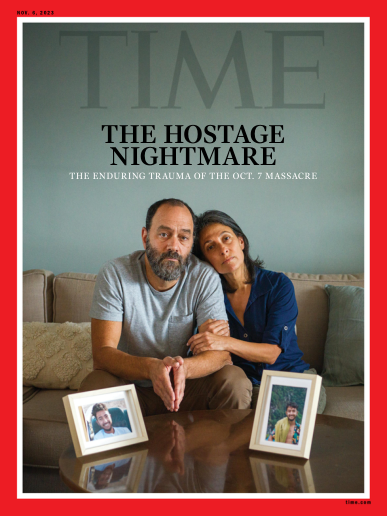 NOV. 6, 2023
TIME
THE HOSTAGE
NIGHTMARE
THE ENDURING TRAUMA OF THE OCT. 7 MASSACRE
time.com